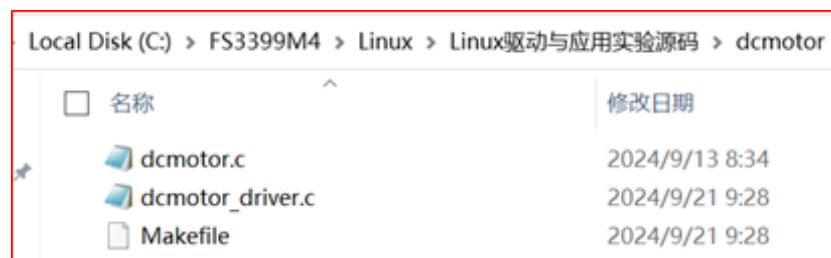 Local Disk (C:) > FS3399M4 > Linux > Linux驱动与应用实验源码 > dcmotor
名称 修改日期
dcmotor.c 2024/9/13 8:34
dcmotor_driver.c 2024/9/21 9:28
Makefile 2024/9/21 9:28